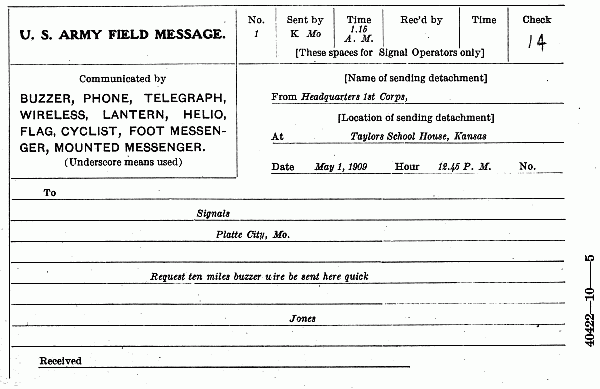 U. S. ARMY FIELD MESSAGE.
No. Sent by Time Rec'd by Time Check
1 K Mo 1.15 A. M. 14
[These spaces for Signal Operators only]
Communicated by
BUZZER, PHONE, TELEGRAPH,
WIRELESS, LANTERN, HELIO,
FLAG, CYCLIST, FOOT MESSEN-
GER, MOUNTED MESSENGER.
(Underscore means used)
[Name of sending detachment]
From Headquarters 1st Corps,
[Location of sending detachment]
At Taylors School House, Kansas
Date May 1, 1909 Hour 12.45 P. M. No.
To
Signals
Platte City, Mo.
Request ten miles buzzer wire be sent here quick
Jones
Received
40422—10—5